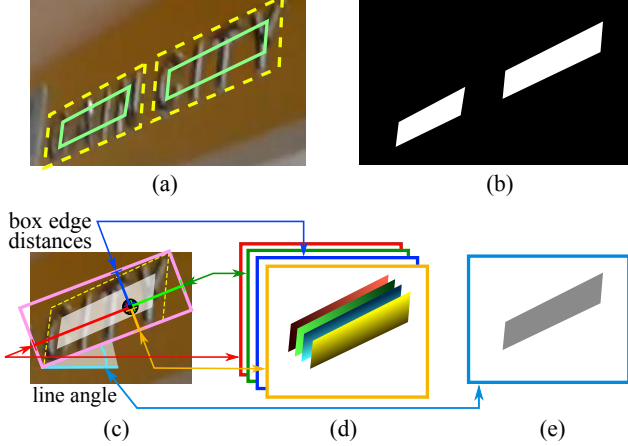 (a)
(b)
box edge
distances
line angle
(c)
(d)
(e)